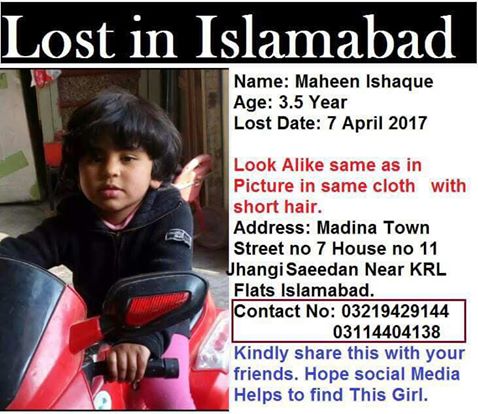 Lost in Islamabad
Name: Maheen Ishaque
Age: 3.5 Year
Lost Date: 7 April 2017
Look Alike same as in
Picture in same cloth with
short hair.
Address: Madina Town
Street no 7 House no 11
Jhangi Saeedan Near KRL
Flats Islamabad.
Contact No: 03219429144
03114404138
Kindly share this with your
friends. Hope social Media
Helps to find This Girl.